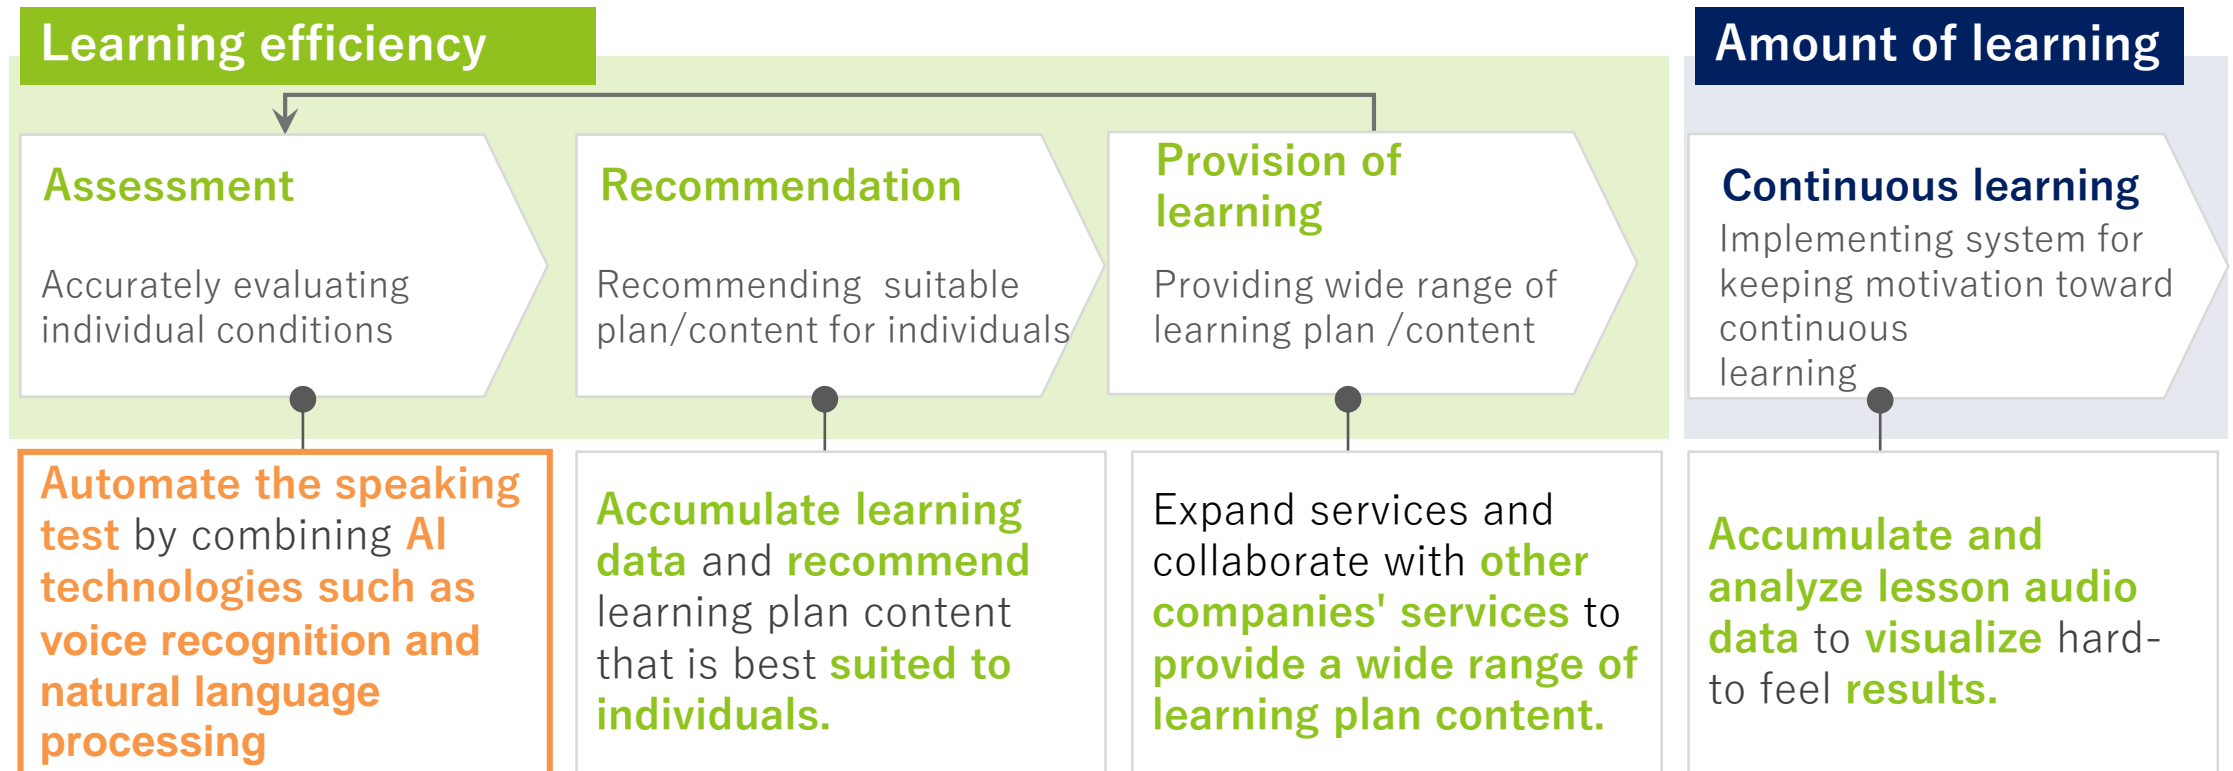 Learning efficiency
Amount of learning
Assessment
Accurately evaluating
individual conditions
Recommendation
Recommending suitable
plan/content for individuals
Provision of
learning
Providing wide range of
learning plan /content
Continuous learning
Implementing system for
keeping motivation toward
continuous
learning
Automate the speaking
test by combining AI
technologies such as
voice recognition and
natural language
processing
Accumulate learning
data and recommend
learning plan content
that is best suited to
individuals.
Expand services and
collaborate with other
companies' services to
provide a wide range of
learning plan content.
Accumulate and
analyze lesson audio
data to visualize hard-
to feel results.